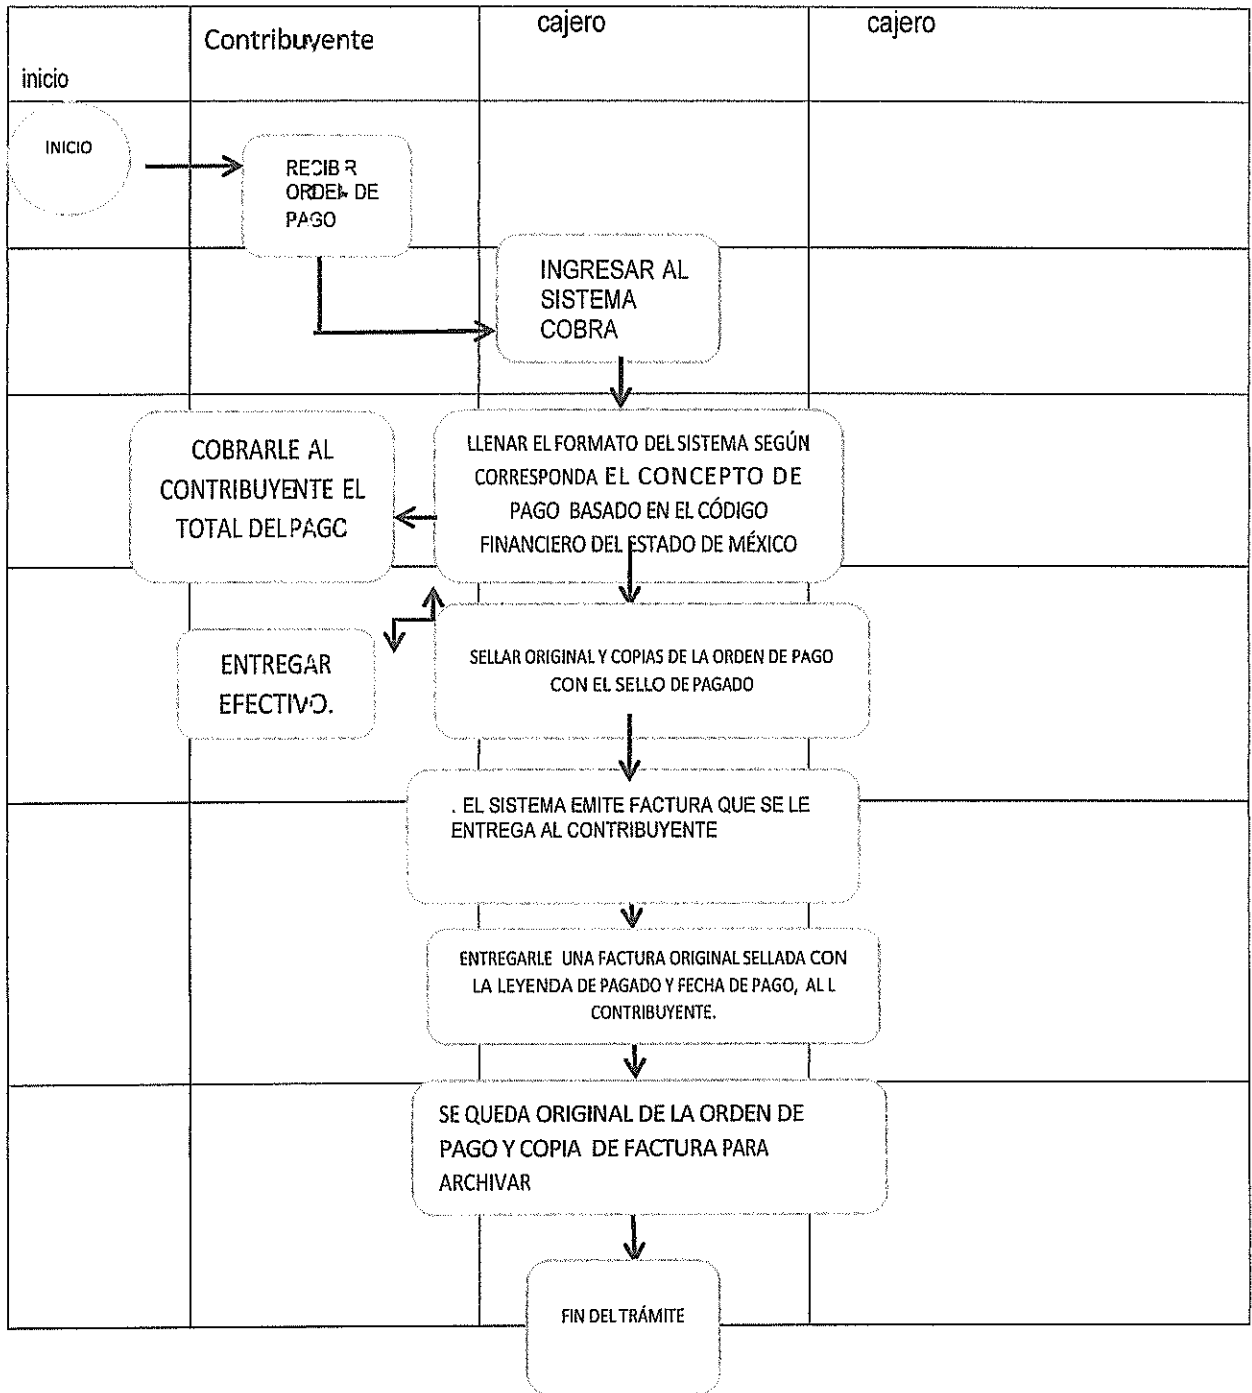 Contribuyente
cajero
cajero
inicio
INICIO
RECIBIR
ORDEN DE
PAGO
INGRESAR AL
SISTEMA
COBRA
COBRARLE AL
CONTRIBUYENTE EL
TOTAL DEL PAGO
LLENAR EL FORMATO DEL SISTEMA SEGÚN
CORRESPONDA EL CONCEPTO DE
PAGO BASADO EN EL CÓDIGO
FINANCIERO DEL ESTADO DE MÉXICO
ENTREGAR
EFECTIVO.
SELLAR ORIGINAL Y COPIAS DE LA ORDEN DE PAGO
CON EL SELLO DE PAGADO
. EL SISTEMA EMITE FACTURA QUE SE LE
ENTREGA AL CONTRIBUYENTE
ENTREGARLE UNA FACTURA ORIGINAL SELLADA CON
LA LEYENDA DE PAGADO Y FECHA DE PAGO, AL L
CONTRIBUYENTE.
SE QUEDA ORIGINAL DE LA ORDEN DE
PAGO Y COPIA DE FACTURA PARA
ARCHIVAR
FIN DEL TRÁMITE